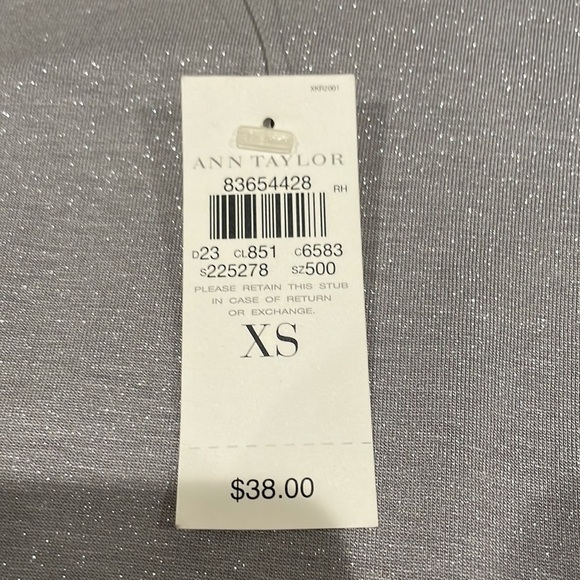 XKR2001
ANN TAYLOR
83654428 RH
D23 CL851 C6583
S225278 SZ500
PLEASE RETAIN THIS STUB
IN CASE OF RETURN
OR EXCHANGE.
XS
$38.00